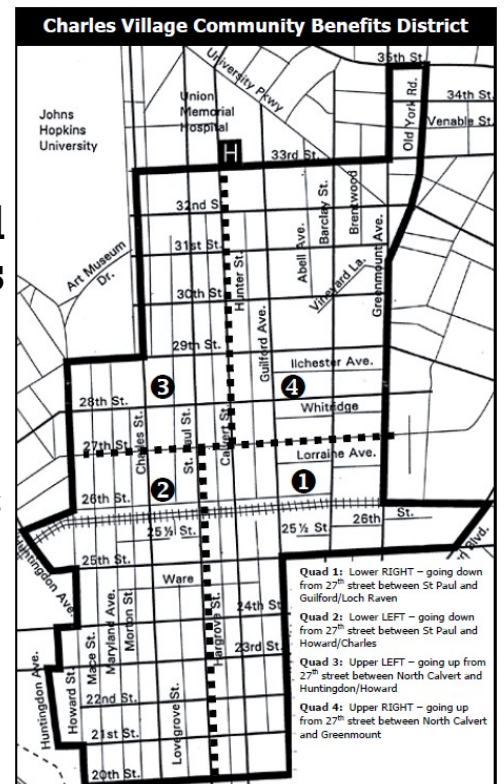 Charles Village Community Benefits District
35th St.
University Pkwy
34th St.
Old York Rd.
Venable St.
Union
Memorial
Hospital
Johns
Hopkins
University
H
33rd St.
32nd S
Barclay St.
Brentwood
31st St.
Abell Ave.
Art Museum
Dr.
Hunter St.
Vineyard La.
Greenmount Ave.
30th St.
Guilford Ave.
29th St.
Ilchester Ave.
3
4
28th St.
Whitridge
Charles St.
St. Paul St.
Calvert St.
27th St.
Lorraine Ave.
2
1
26th St.
26th St.
25 ½ St.
25 ½ St.
Huntingdon Ave.
25th St.
Blvd.
Ware
Quad 1: Lower RIGHT – going down
from 27th street between St Paul and
Guilford/Loch Raven
Quad 2: Lower LEFT – going down
from 27th street between St Paul and
Howard/Charles
Quad 3: Upper LEFT – going up from
27th street between North Calvert and
Huntingdon/Howard
Quad 4: Upper RIGHT – going up
from 27th street between North Calvert
and Greenmount
Maryland Ave.
Morton St.
Mace St.
Hargrove St.
24th St.
23rd St.
Huntingdon Ave.
Howard St.
22nd St.
Lovegrove St.
21st St.
20th St.